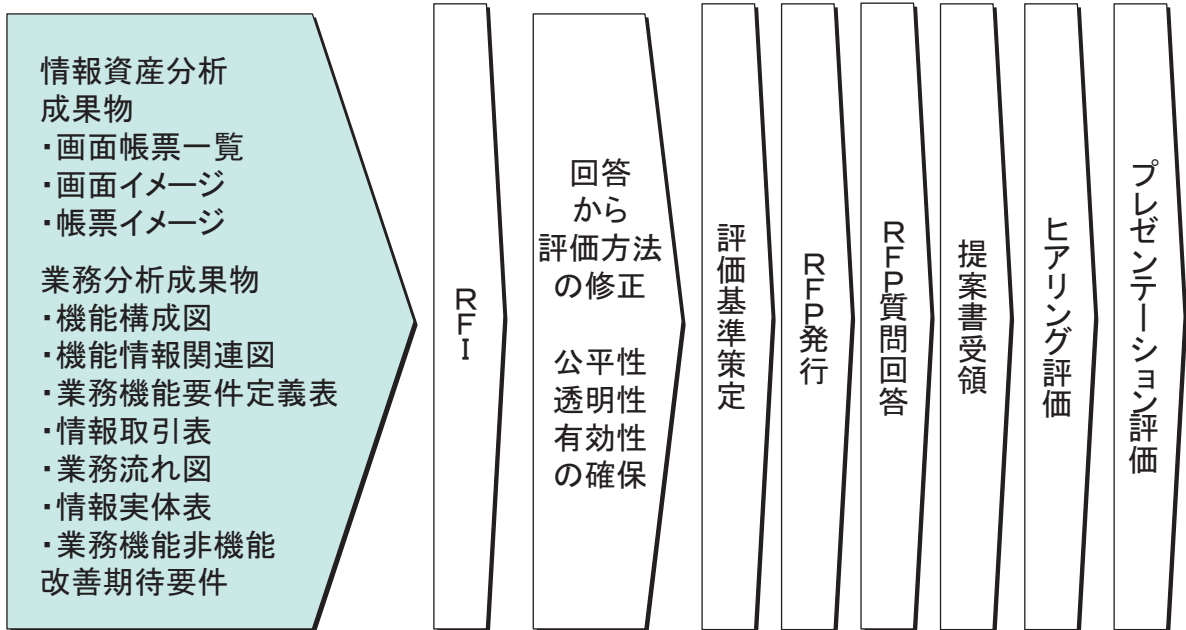 情報資産分析
成果物
・画面帳票一覧
・画面イメージ
・帳票イメージ
業務分析成果物
・機能構成図
・機能情報関連図
・業務機能要件定義表
・情報取引表
・業務流れ図
・情報実体表
・業務機能非機能
改善期待要件
RFI
回答
から
評価方法
の修正
公平性
透明性
有効性
の確保
評価基準策定
RFP発行
RFP質問回答
提案書受領
ヒアリング評価
プレゼンテーション評価